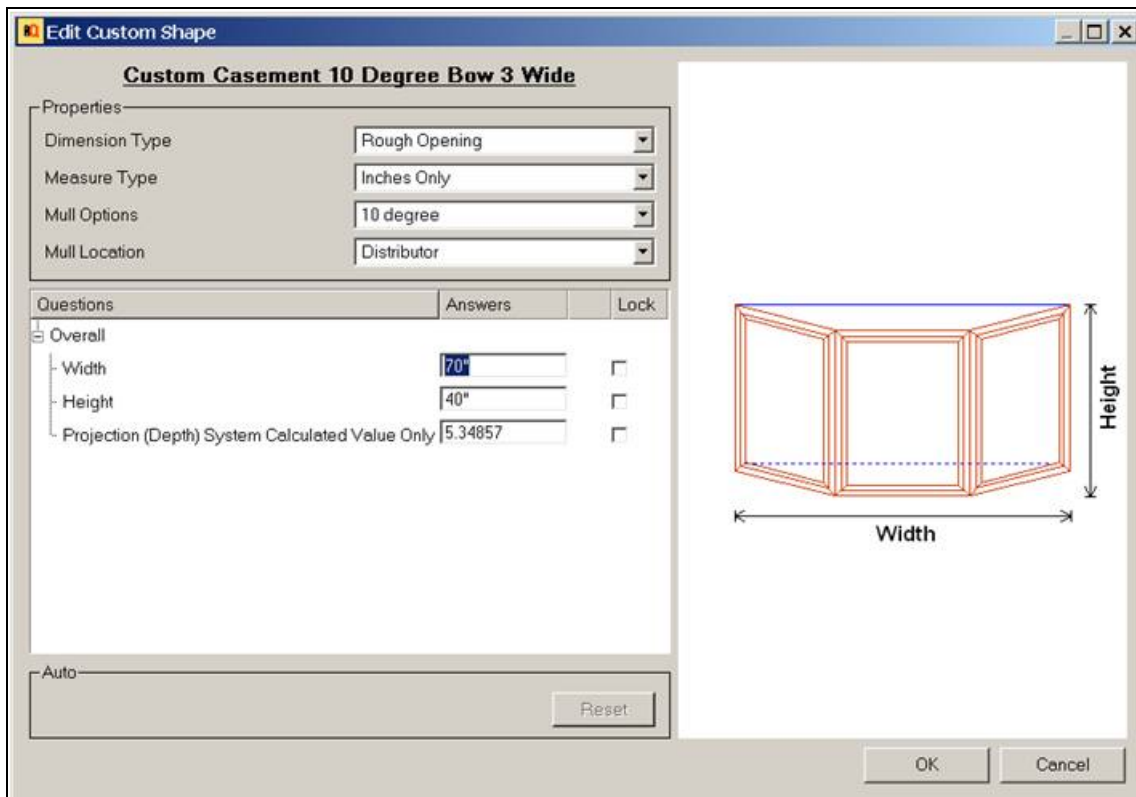 RQ Edit Custom Shape
Custom Casement 10 Degree Bow 3 Wide
Properties
Dimension Type Rough Opening
Measure Type Inches Only
Mull Options 10 degree
Mull Location Distributor
Questions Answers Lock
Overall
Width 70"
Height 40"
Projection (Depth) System Calculated Value Only 5.34857
Height
Width
Auto
Reset
OK Cancel